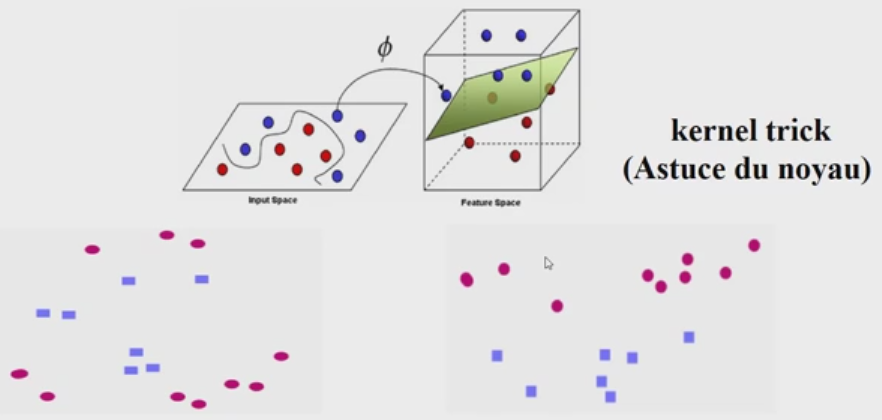 ϕ
kernel trick
(Astuce du noyau)
Input Space
Feature Space